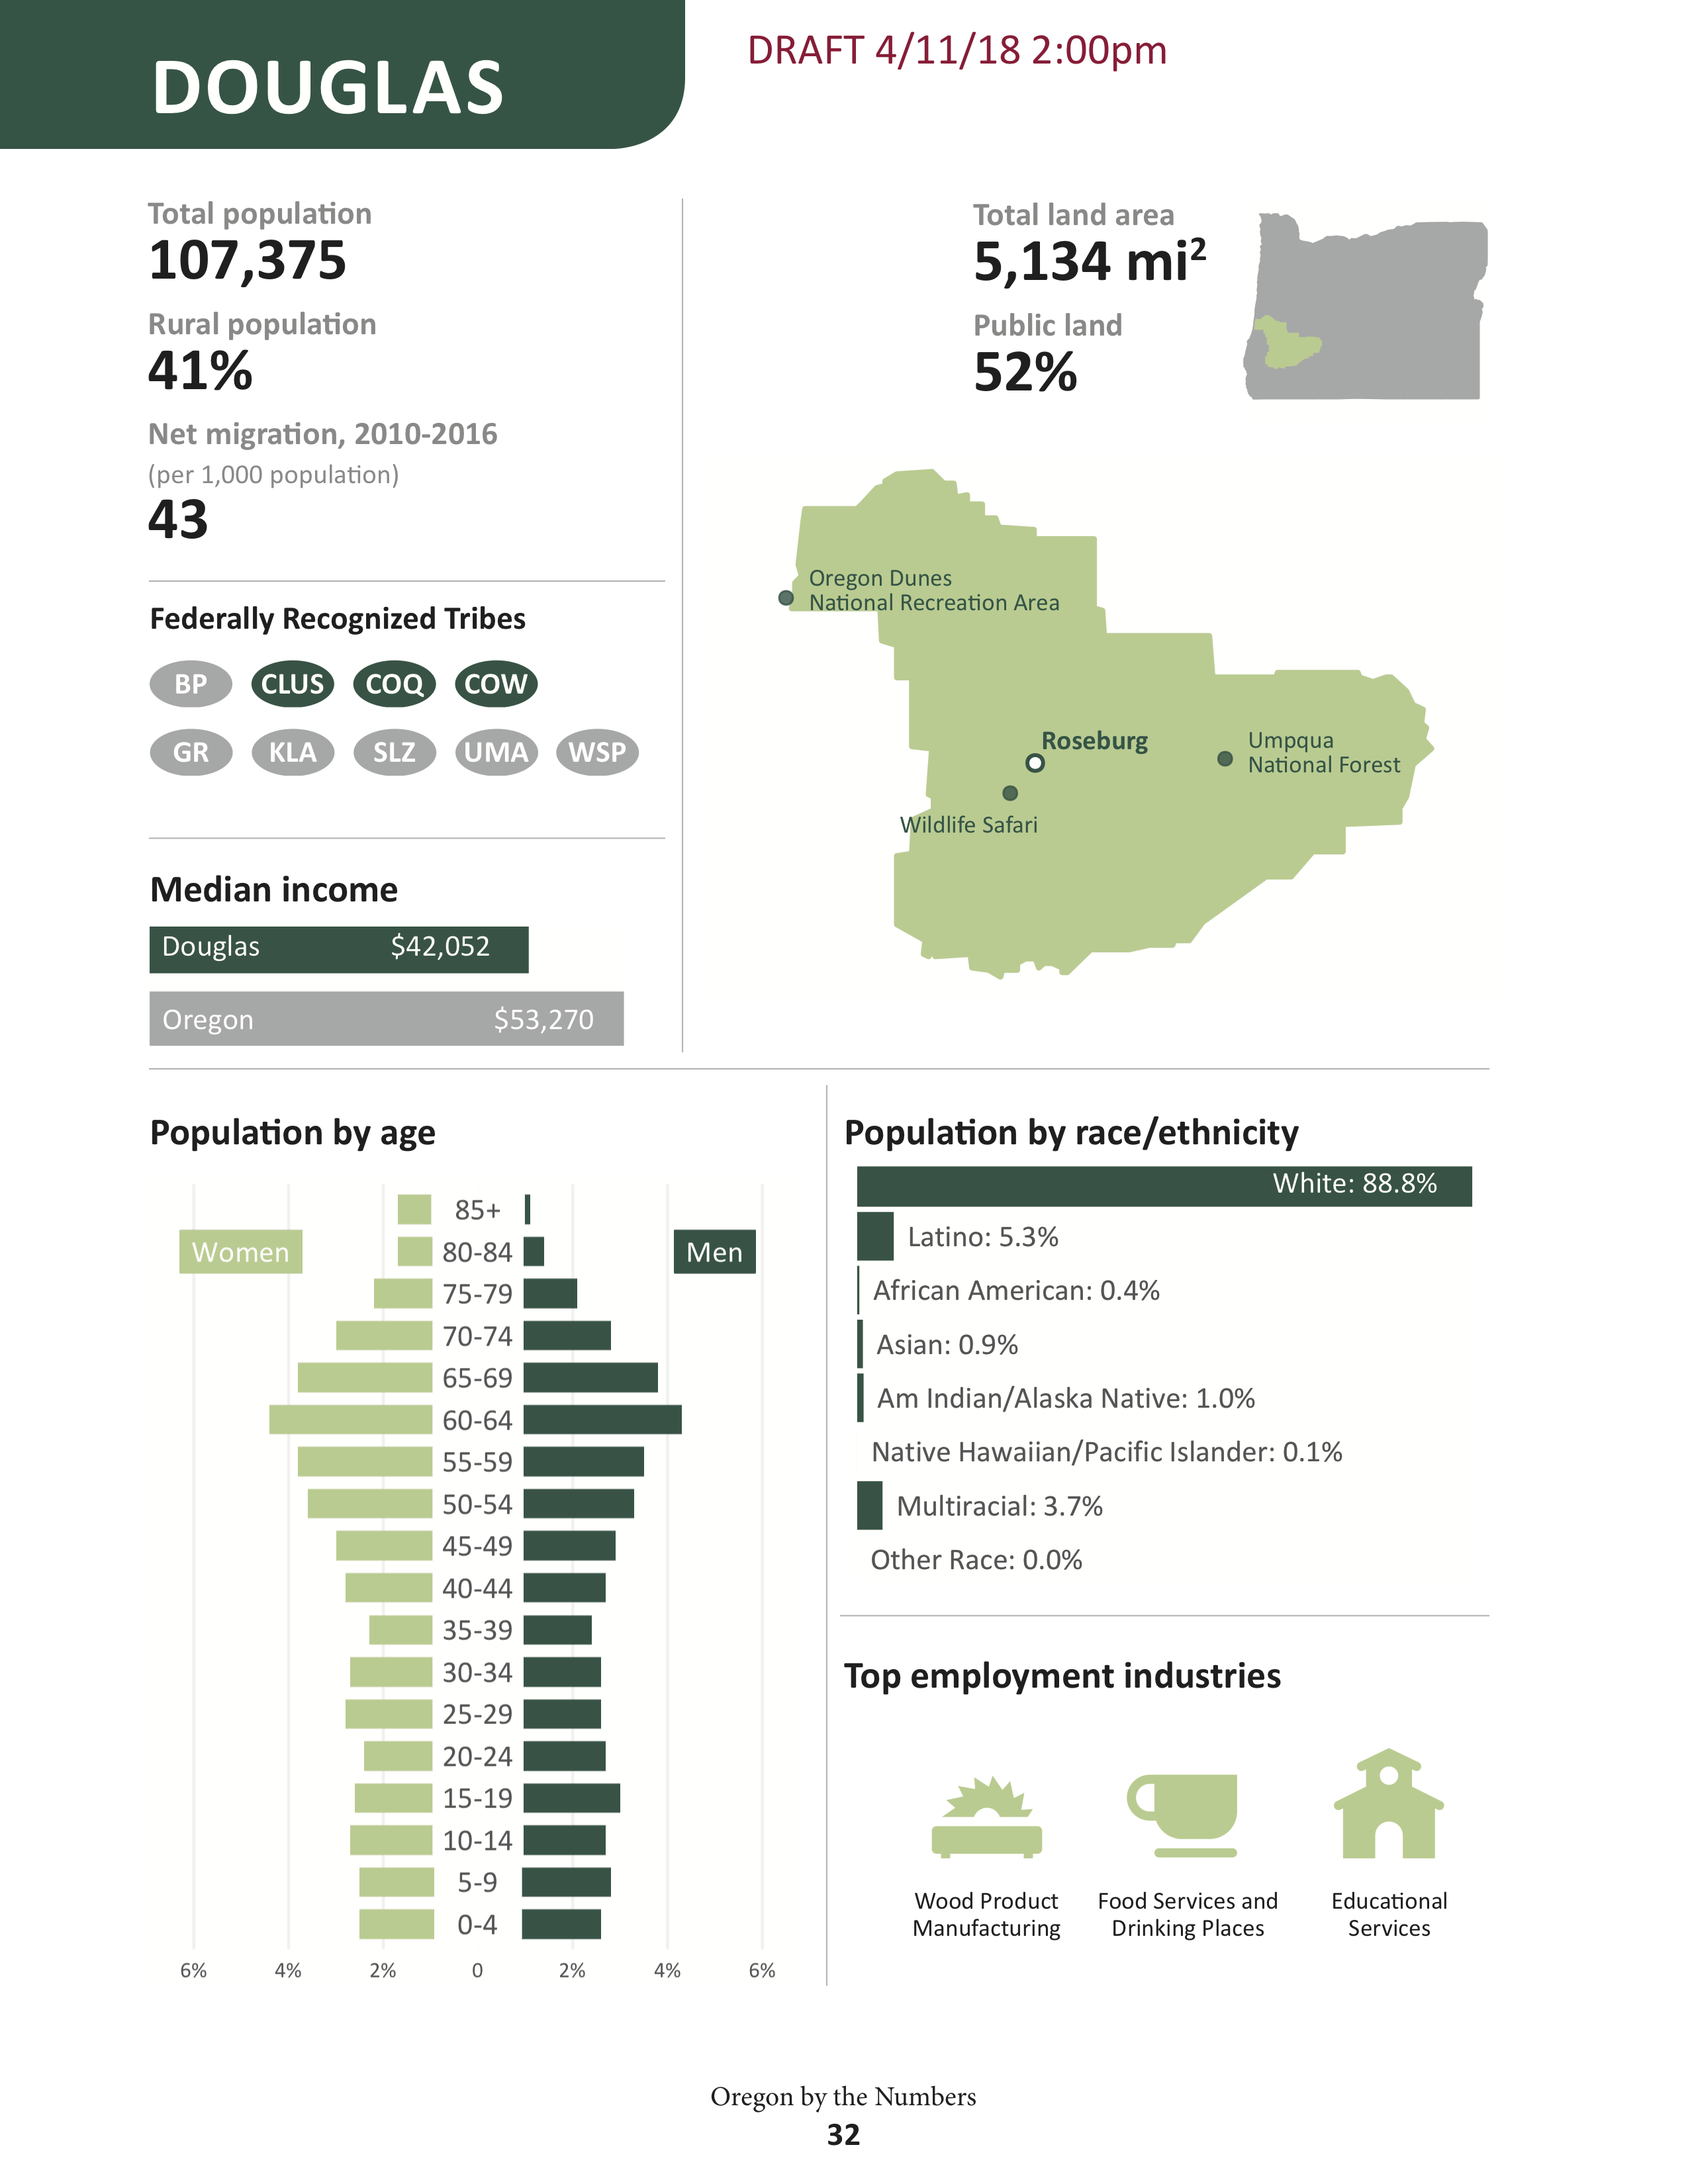 DOUGLAS
DRAFT 4/11/18 2:00pm
Total population
107,375
Rural population
41%
Net migration, 2010-2016
(per 1,000 population)
43
Total land area
5,134 mi²
Public land
52%
Oregon Dunes
National Recreation Area
Roseburg
Umpqua
National Forest
Wildlife Safari
Federally Recognized Tribes
BP CLUS COQ COW
GR KLA SLZ UMA WSP
Median income
Douglas $42,052
Oregon $53,270
Population by age
Women
Men
85+
80-84
75-79
70-74
65-69
60-64
55-59
50-54
45-49
40-44
35-39
30-34
25-29
20-24
15-19
10-14
5-9
0-4
6% 4% 2% 0 2% 4% 6%
Population by race/ethnicity
White: 88.8%
Latino: 5.3%
African American: 0.4%
Asian: 0.9%
Am Indian/Alaska Native: 1.0%
Native Hawaiian/Pacific Islander: 0.1%
Multiracial: 3.7%
Other Race: 0.0%
Top employment industries
Wood Product
Manufacturing
Food Services and
Drinking Places
Educational
Services
Oregon by the Numbers
32